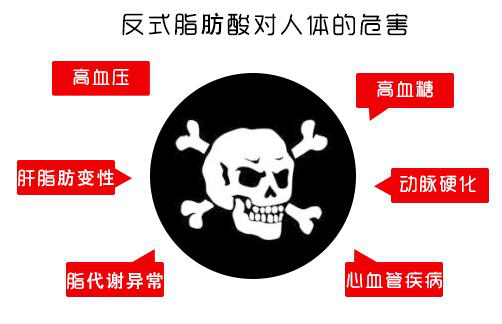 反式脂肪酸对人体的危害
高血压
高血糖
肝脂肪变性
动脉硬化
脂代谢异常
心血管疾病